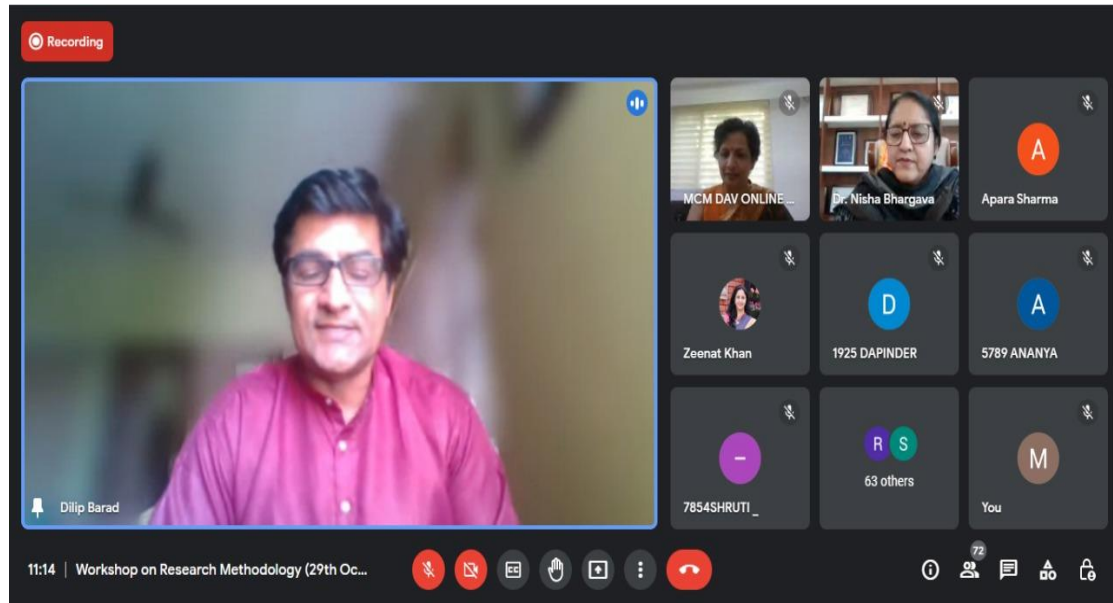 Recording
MCM DAV ONLINE ...
Dr. Nisha Bhargava
A
Apara Sharma
Zeenat Khan
D
1925 DAPINDER
A
5789 ANANYA
Dilip Barad
–
7854SHRUTI _
R S
63 others
M
You
11:14 | Workshop on Research Methodology (29th Oc...
CC
72